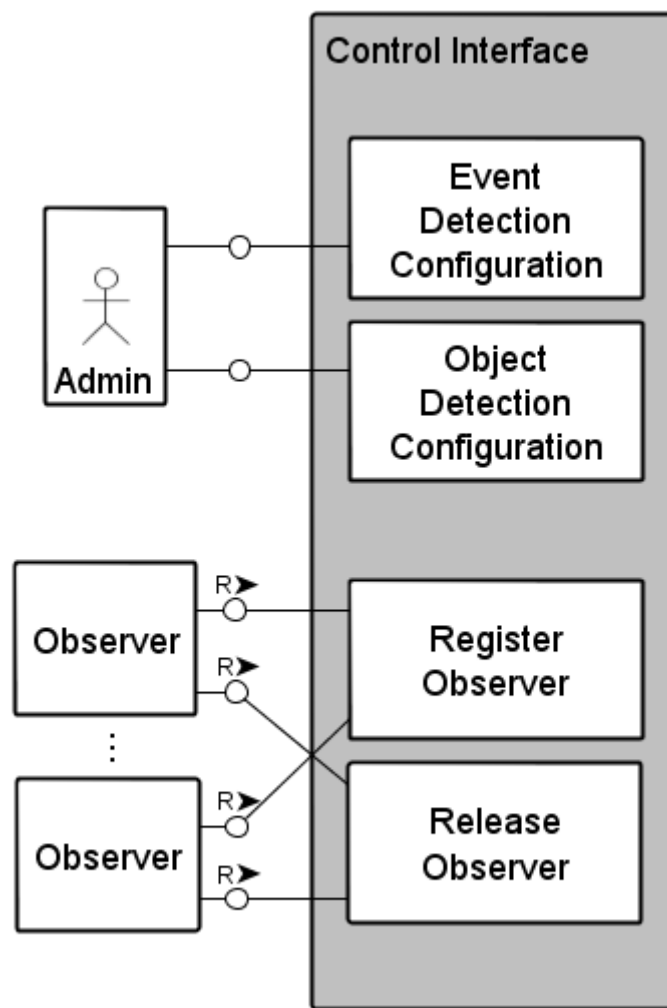 Control Interface
Event
Detection
Configuration
Admin
Object
Detection
Configuration
R
Observer
Register
Observer
R
⋮
R
Observer
Release
Observer
R